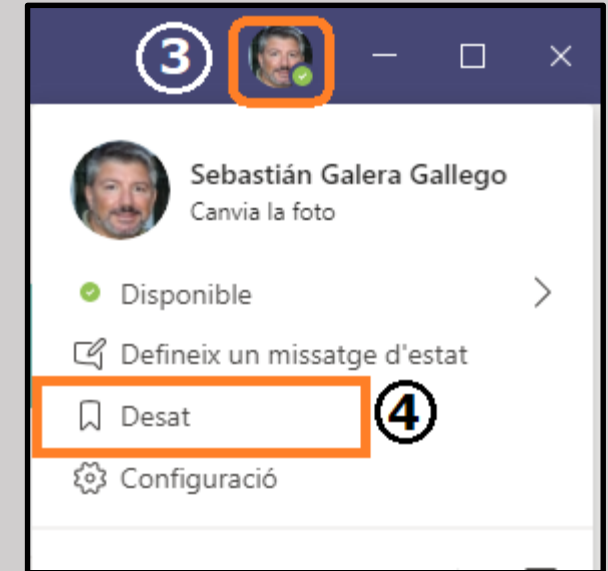 ③
Sebastián Galera Gallego
Canvia la foto
Disponible
Defineix un missatge d'estat
Desat ④
Configuració